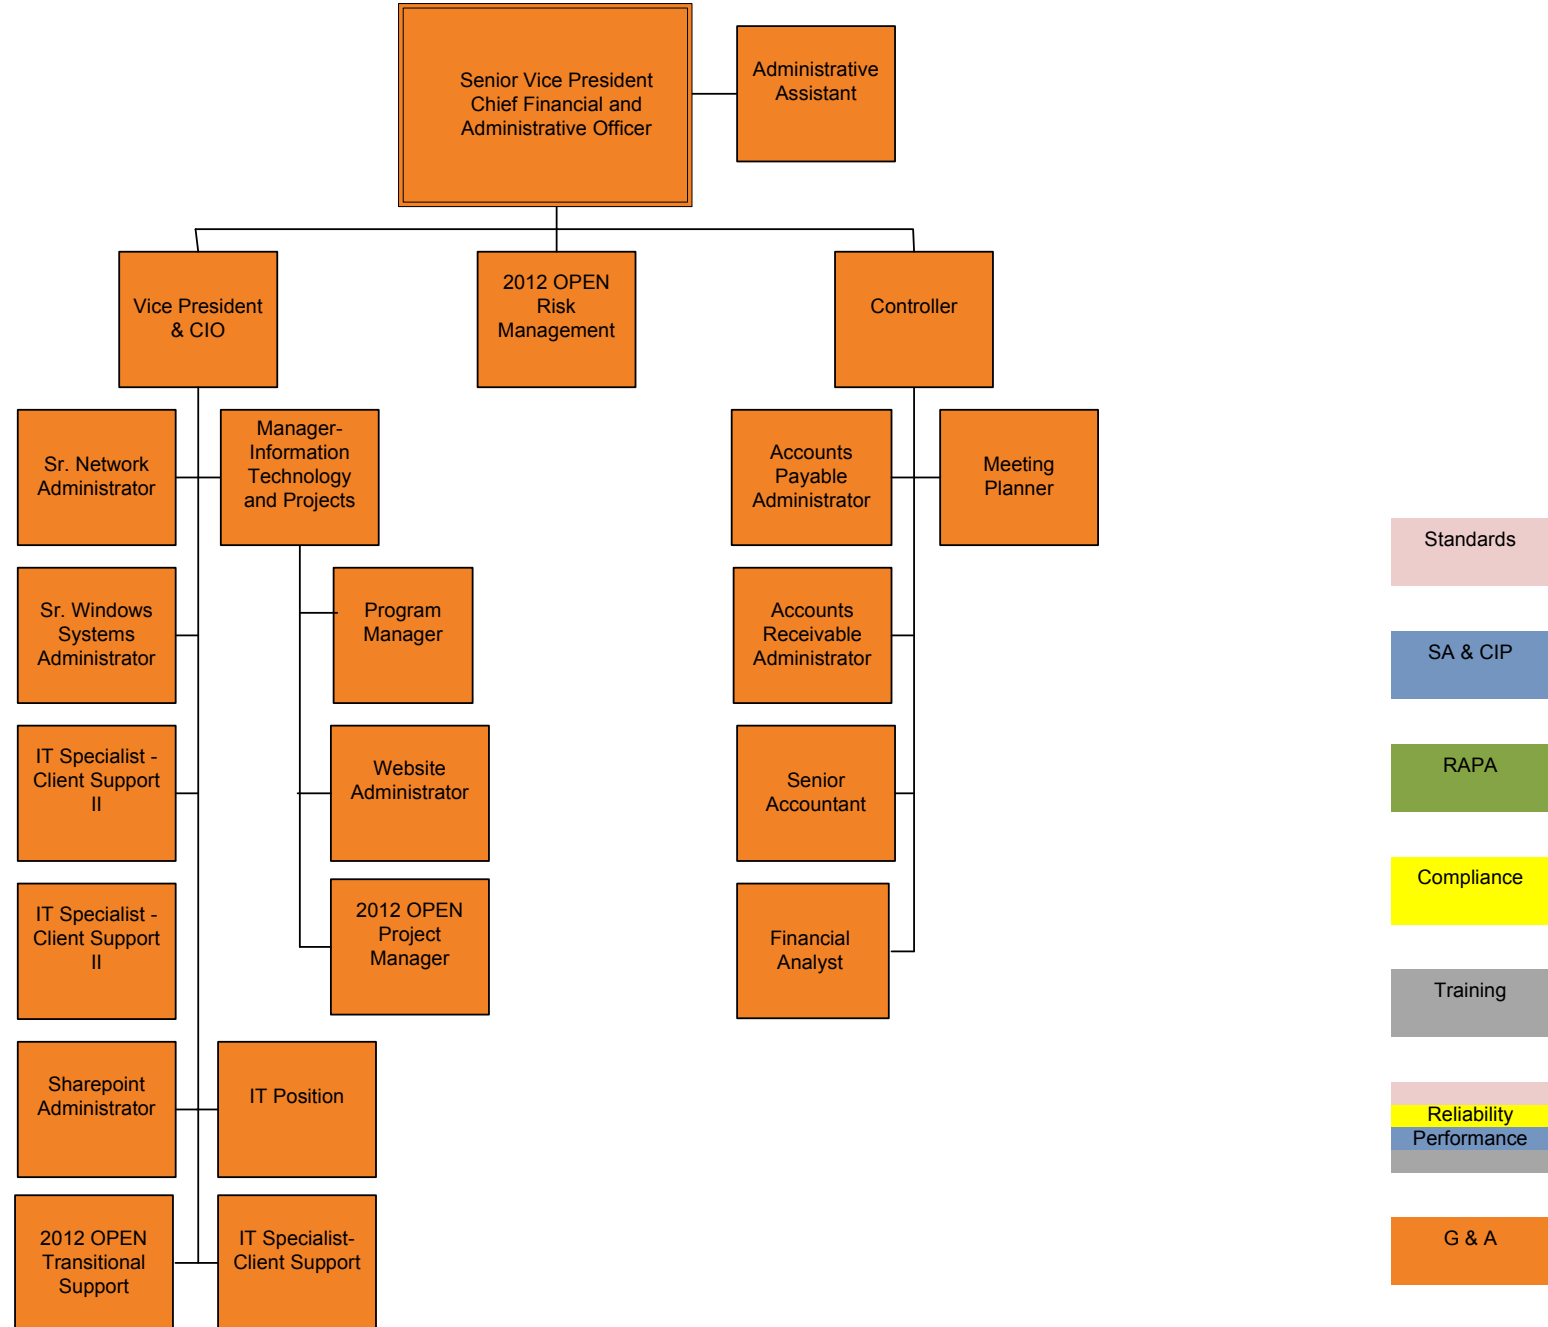 Senior Vice President
Chief Financial and
Administrative Officer
Administrative
Assistant
Vice President
& CIO
2012 OPEN
Risk
Management
Controller
Sr. Network
Administrator
Manager-
Information
Technology
and Projects
Accounts
Payable
Administrator
Meeting
Planner
Sr. Windows
Systems
Administrator
Program
Manager
Accounts
Receivable
Administrator
IT Specialist -
Client Support
II
Website
Administrator
Senior
Accountant
IT Specialist -
Client Support
II
2012 OPEN
Project
Manager
Financial
Analyst
Sharepoint
Administrator
IT Position
2012 OPEN
Transitional
Support
IT Specialist-
Client Support
Standards
SA & CIP
RAPA
Compliance
Training
Reliability
Performance
G & A